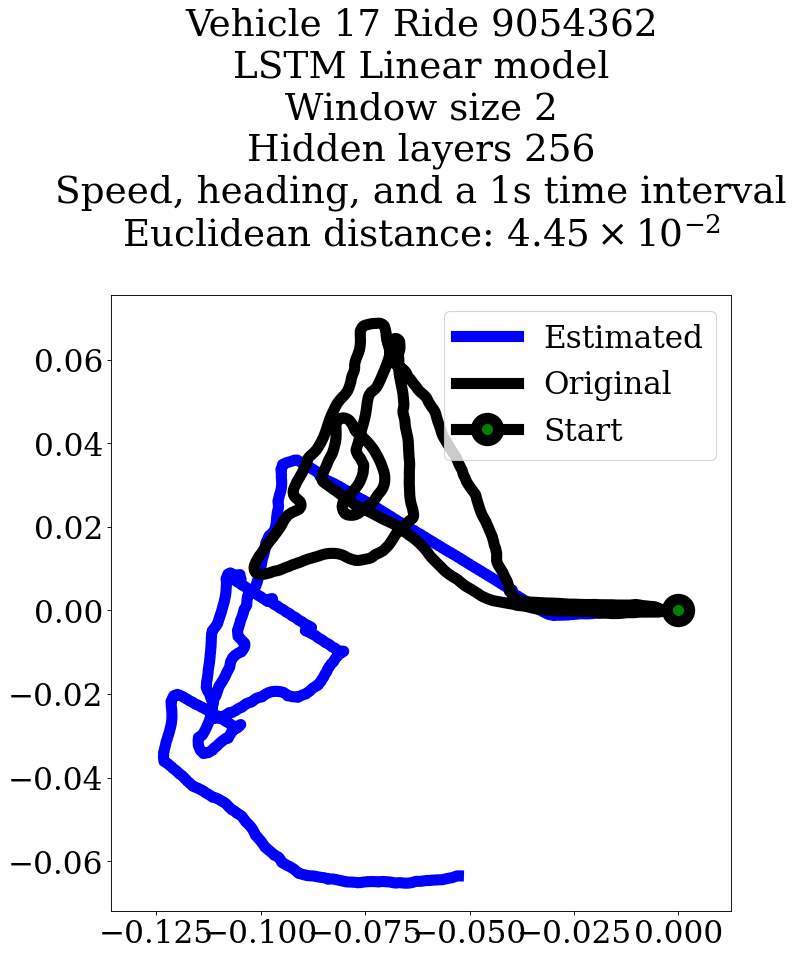 Vehicle 17 Ride 9054362
LSTM Linear model
Window size 2
Hidden layers 256
Speed, heading, and a 1s time interval
Euclidean distance: 4.45 × 10⁻²
Estimated
Original
Start
0.06
0.04
0.02
0.00
−0.02
−0.04
−0.06
−0.125 −0.100 −0.075 −0.050 −0.025 0.000